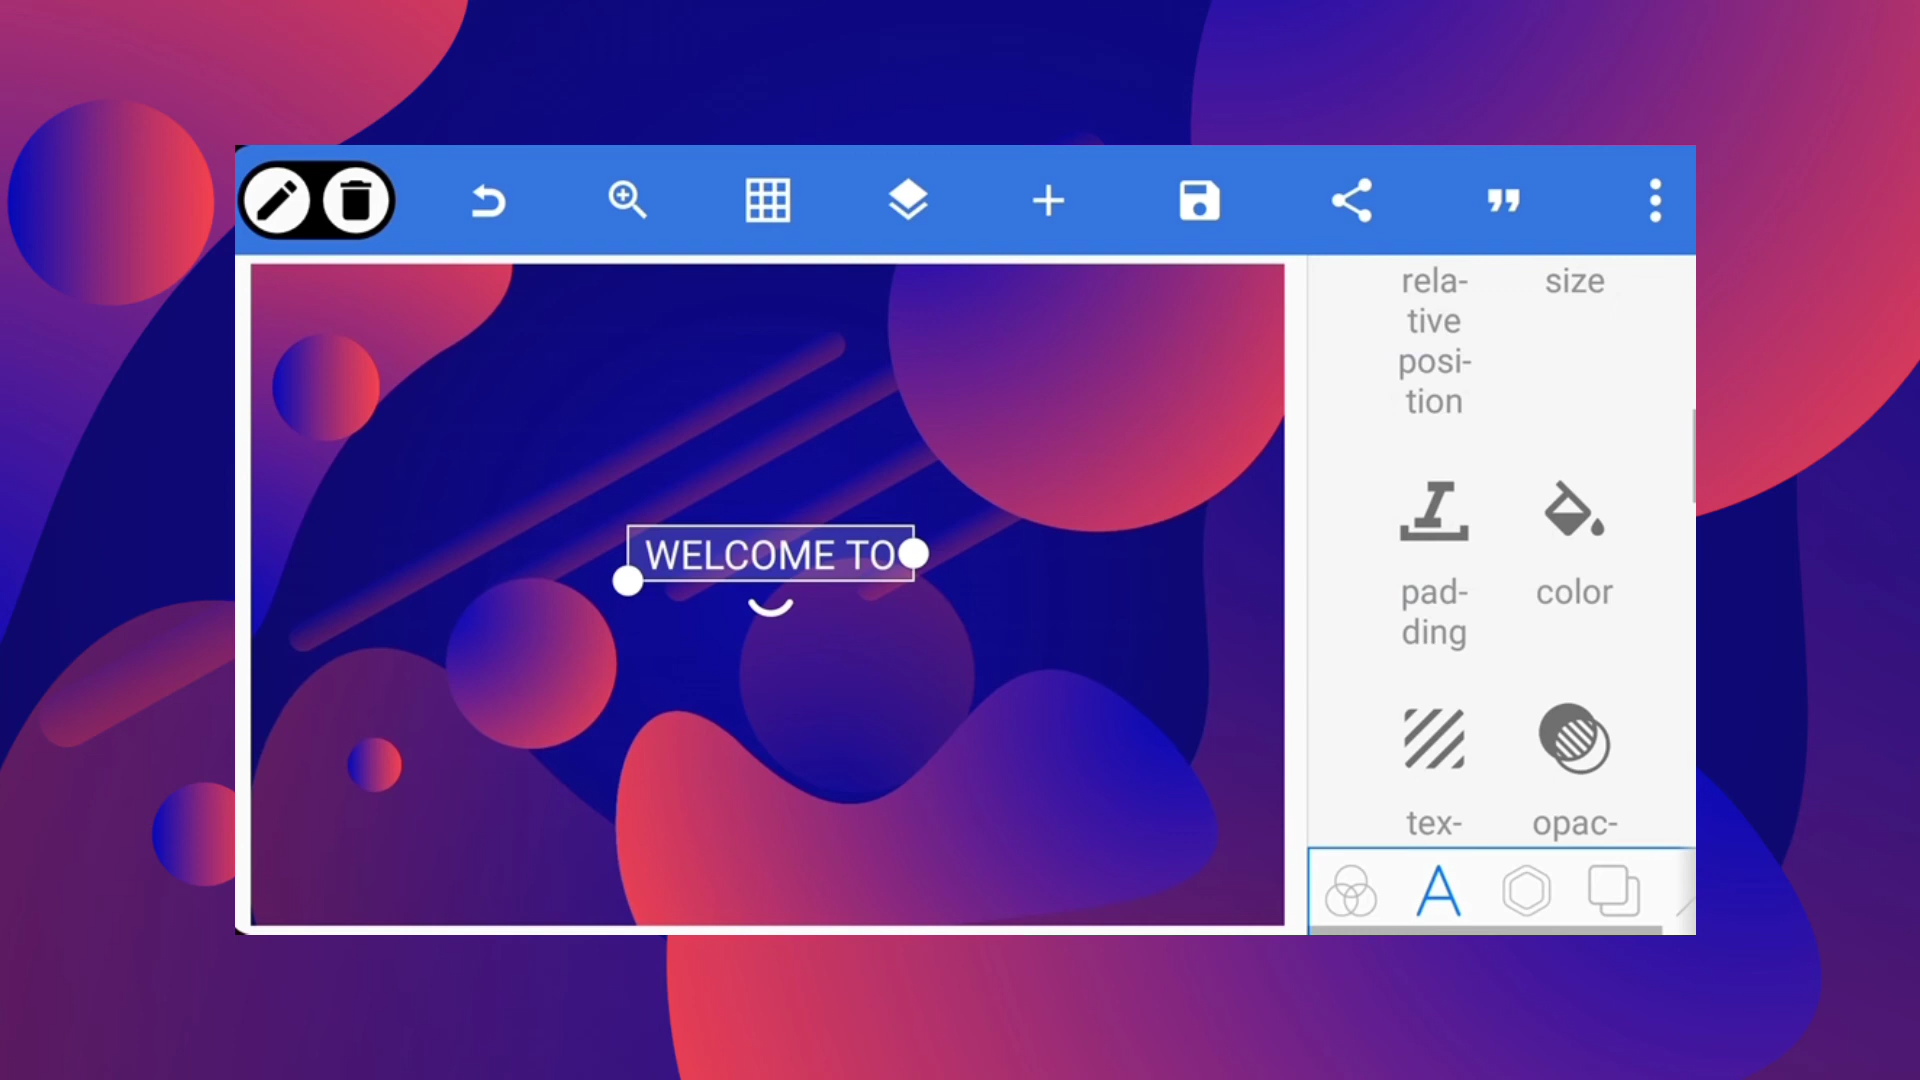 rela-
tive
posi-
tion
size
WELCOME TO
pad-
ding
color
tex-
opac-